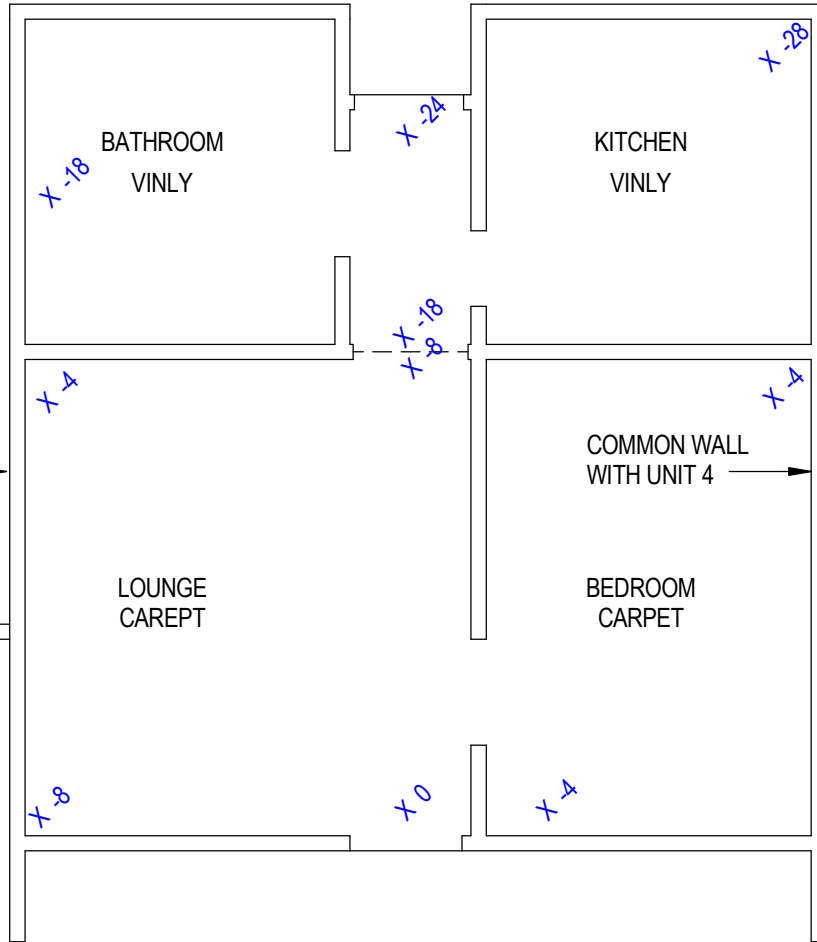 X -28
X -24
BATHROOM
VINLY
KITCHEN
VINLY
X -18
X -18
X -8
X -4
X -4
COMMON WALL
WITH UNIT 4
LOUNGE
CAREPT
BEDROOM
CARPET
X -8
X 0
X -4